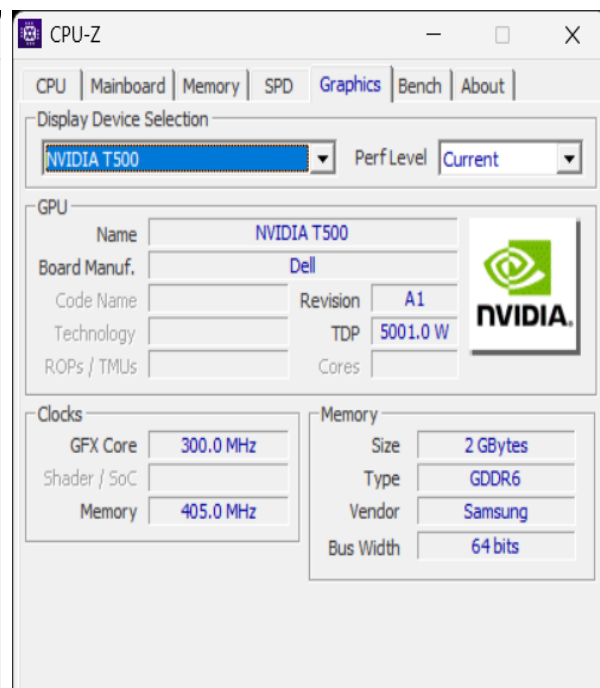 CPU-Z
CPU Mainboard Memory SPD Graphics Bench About
Display Device Selection
NVIDIA T500 Perf Level Current
GPU
Name NVIDIA T500
Board Manuf. Dell
Code Name Revision A1
Technology TDP 5001.0 W
ROPs / TMUs Cores
NVIDIA.
Clocks
GFX Core 300.0 MHz
Shader / SoC
Memory 405.0 MHz
Memory
Size 2 GBytes
Type GDDR6
Vendor Samsung
Bus Width 64 bits